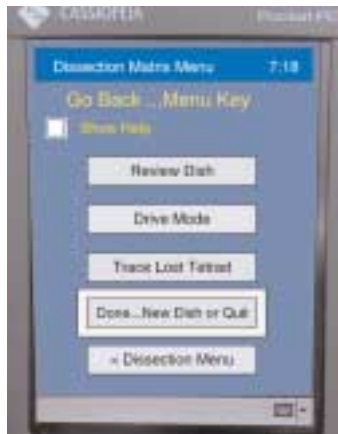 CASSIOPEIA Pocket PC
Dissection Matrix Menu 7:18
Go Back ...Menu Key
Show Help
Review Dish
Drive Mode
Trace Lost Tetrad
Done...New Dish or Quit
< Dissection Menu